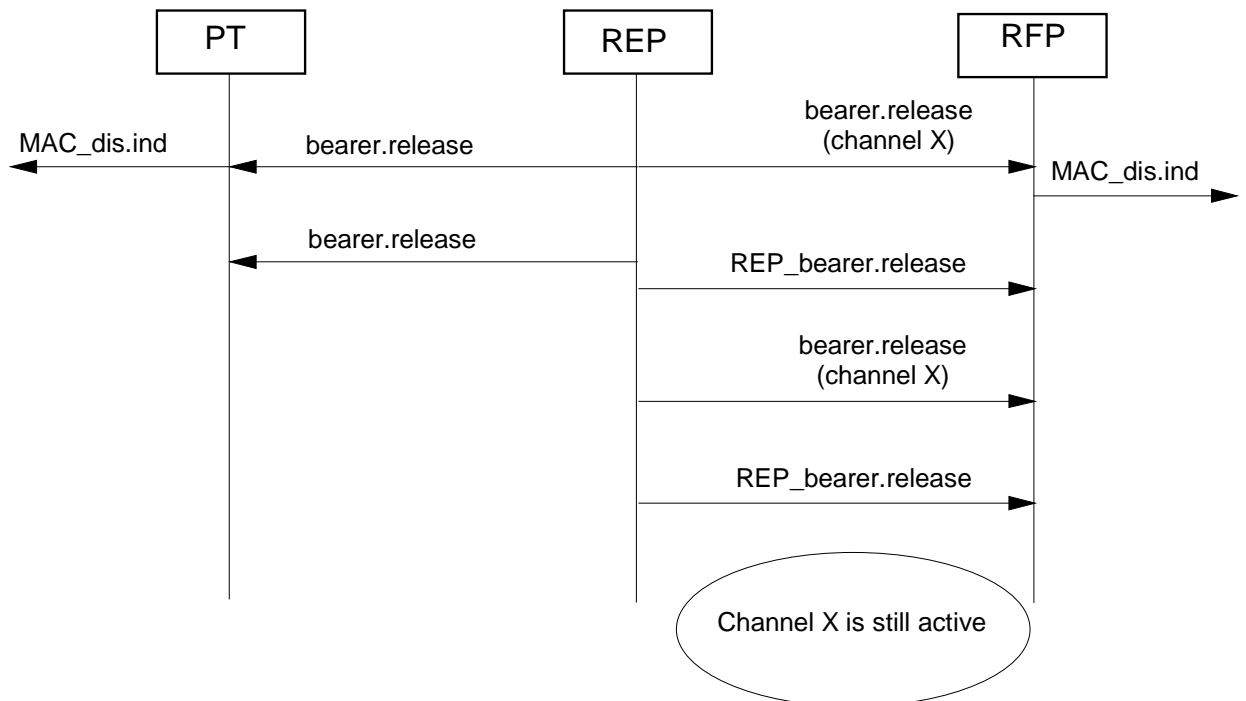 PT
REP
RFP
MAC_dis.ind
bearer.release
bearer.release
(channel X)
MAC_dis.ind
bearer.release
REP_bearer.release
bearer.release
(channel X)
REP_bearer.release
Channel X is still active